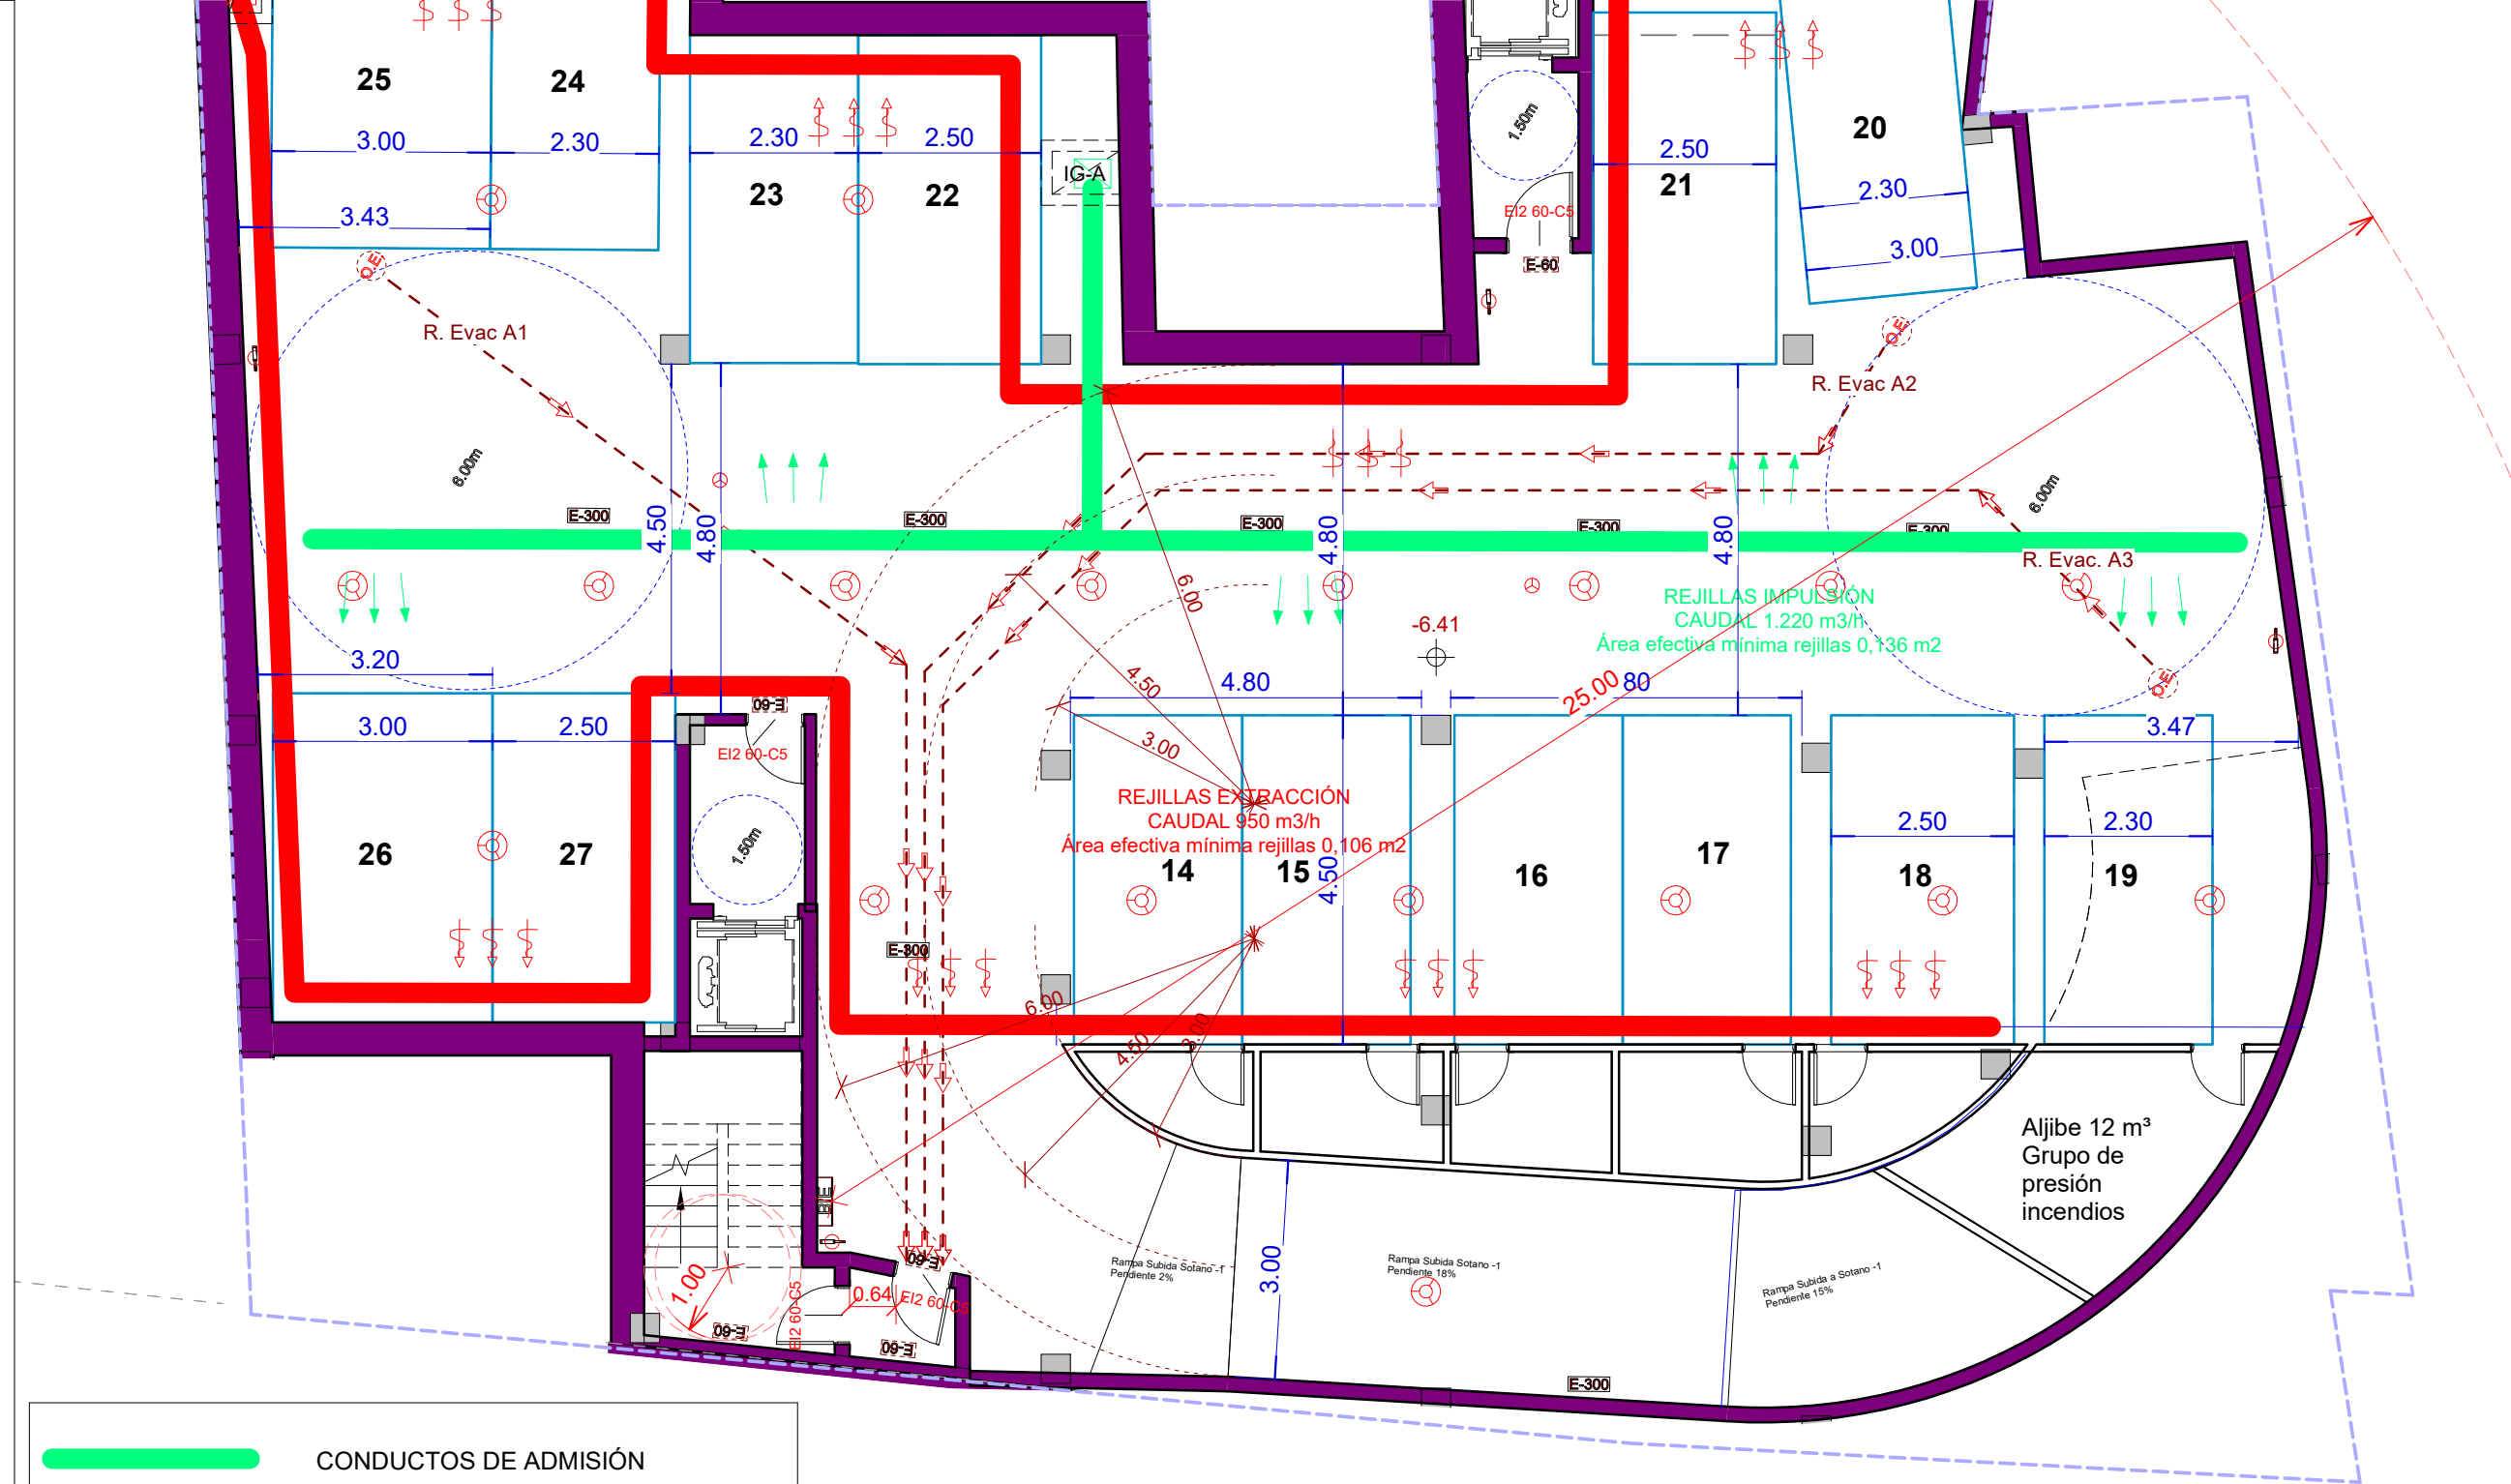 25
24
3.00
2.30
3.43
23
22
2.30
2.50
IG-A
1.50m
EI2 60-C5
E-60
21
2.50
20
2.30
3.00
O.E.
R. Evac A1
O.E.
R. Evac A2
6.00m
6.00m
E-300
E-300
E-300
E-300
E-300
4.50
4.80
4.80
4.80
R. Evac. A3
O.E.
6.00
4.50
3.00
REJILLAS IMPULSIÓN
CAUDAL 1.220 m3/h
Área efectiva mínima rejillas 0,136 m2
-6.41
3.20
4.80
25.00
80
3.47
3.00
2.50
E-60
EI2 60-C5
1.50m
26
27
REJILLAS EXTRACCIÓN
CAUDAL 950 m3/h
Área efectiva mínima rejillas 0,106 m2
14
15
4.50
16
17
2.50
18
2.30
19
E-300
6.00
4.50
3.00
BIE
Aljibe 12 m³
Grupo de
presión
incendios
E-60
1.00
0.64
EI2 60-C5
EI2 60-C5
E-60
E-60
Rampa Subida Sotano -1
Pendiente 2%
3.00
Rampa Subida Sotano -1
Pendiente 18%
Rampa Subida a Sotano -1
Pendiente 15%
E-300
CONDUCTOS DE ADMISIÓN